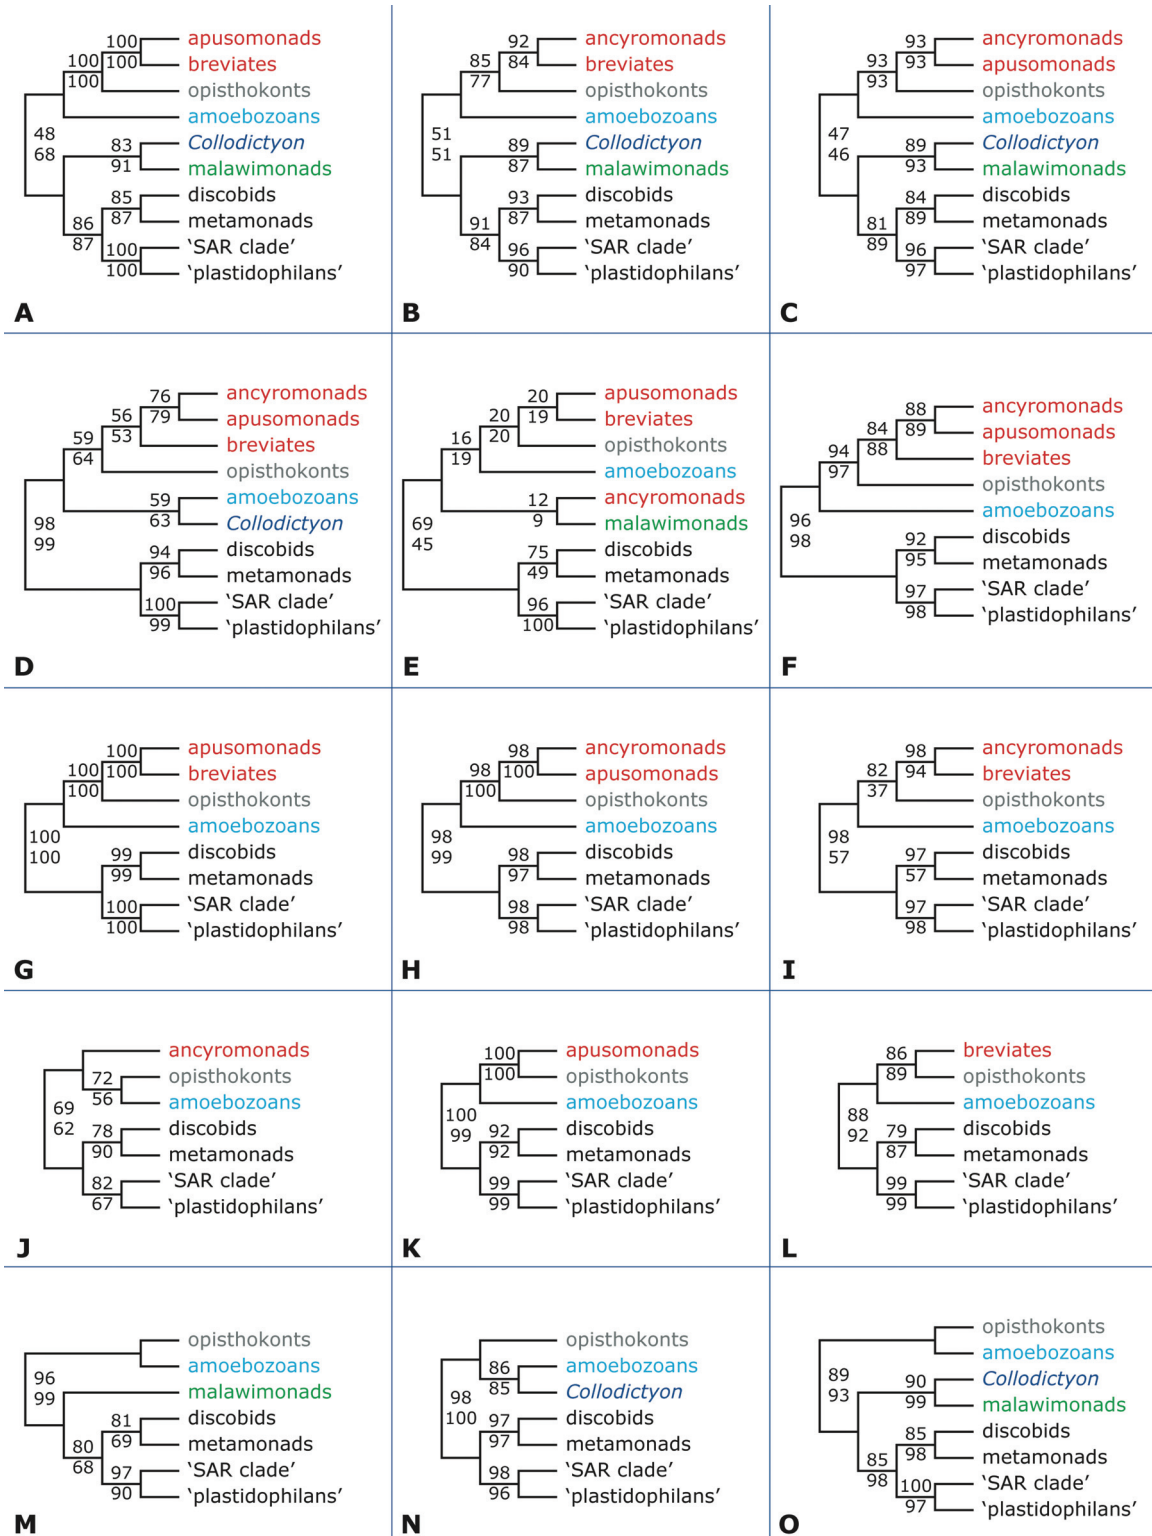 100 apusomonads
100 100 breviates
100 opisthokonts
amoebozoans
48 83 Collodictyon
68 91 malawimonads
85 discobids
86 87 metamonads
87 100 ‘SAR clade’
100 ‘plastidophilans’
A
92 ancyromonads
85 84 breviates
77 opisthokonts
amoebozoans
51 89 Collodictyon
51 87 malawimonads
93 discobids
91 87 metamonads
84 96 ‘SAR clade’
90 ‘plastidophilans’
B
93 ancyromonads
93 93 apusomonads
93 opisthokonts
amoebozoans
47 89 Collodictyon
46 93 malawimonads
84 discobids
81 89 metamonads
89 96 ‘SAR clade’
97 ‘plastidophilans’
C
76 ancyromonads
56 79 apusomonads
59 53 breviates
64 opisthokonts
59 amoebozoans
98 63 Collodictyon
99 94 discobids
96 metamonads
100 ‘SAR clade’
99 ‘plastidophilans’
D
20 apusomonads
20 19 breviates
16 20 opisthokonts
19 amoebozoans
12 ancyromonads
69 9 malawimonads
45 75 discobids
49 metamonads
96 ‘SAR clade’
100 ‘plastidophilans’
E
88 ancyromonads
84 89 apusomonads
94 88 breviates
97 opisthokonts
amoebozoans
96 92 discobids
98 95 metamonads
97 ‘SAR clade’
98 ‘plastidophilans’
F
100 apusomonads
100 100 breviates
100 opisthokonts
amoebozoans
100 99 discobids
100 99 metamonads
100 ‘SAR clade’
100 ‘plastidophilans’
G
98 ancyromonads
98 100 apusomonads
100 opisthokonts
amoebozoans
98 98 discobids
99 97 metamonads
98 ‘SAR clade’
98 ‘plastidophilans’
H
98 ancyromonads
82 94 breviates
37 opisthokonts
amoebozoans
98 97 discobids
57 57 metamonads
97 ‘SAR clade’
98 ‘plastidophilans’
I
ancyromonads
72 opisthokonts
56 amoebozoans
69 78 discobids
62 90 metamonads
82 ‘SAR clade’
67 ‘plastidophilans’
J
100 apusomonads
100 opisthokonts
amoebozoans
100 92 discobids
99 92 metamonads
99 ‘SAR clade’
99 ‘plastidophilans’
K
86 breviates
89 opisthokonts
amoebozoans
88 79 discobids
92 87 metamonads
99 ‘SAR clade’
99 ‘plastidophilans’
L
opisthokonts
amoebozoans
96 malawimonads
99 81 discobids
80 69 metamonads
68 97 ‘SAR clade’
90 ‘plastidophilans’
M
opisthokonts
86 amoebozoans
98 85 Collodictyon
100 97 discobids
97 metamonads
98 ‘SAR clade’
96 ‘plastidophilans’
N
opisthokonts
amoebozoans
89 90 Collodictyon
93 99 malawimonads
85 discobids
85 98 metamonads
98 100 ‘SAR clade’
97 ‘plastidophilans’
O